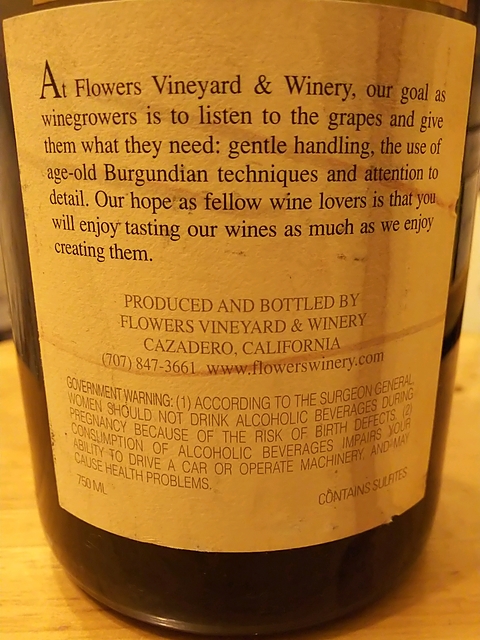 At Flowers Vineyard & Winery, our goal as
winegrowers is to listen to the grapes and give
them what they need: gentle handling, the use of
age-old Burgundian techniques and attention to
detail. Our hope as fellow wine lovers is that you
will enjoy tasting our wines as much as we enjoy
creating them.
PRODUCED AND BOTTLED BY
FLOWERS VINEYARD & WINERY
CAZADERO, CALIFORNIA
(707) 847-3661 www.flowerswinery.com
GOVERNMENT WARNING: (1) ACCORDING TO THE SURGEON GENERAL,
WOMEN SHOULD NOT DRINK ALCOHOLIC BEVERAGES DURING
PREGNANCY BECAUSE OF THE RISK OF BIRTH DEFECTS. (2)
CONSUMPTION OF ALCOHOLIC BEVERAGES IMPAIRS YOUR
ABILITY TO DRIVE A CAR OR OPERATE MACHINERY, AND MAY
CAUSE HEALTH PROBLEMS.
750 ML CONTAINS SULFITES